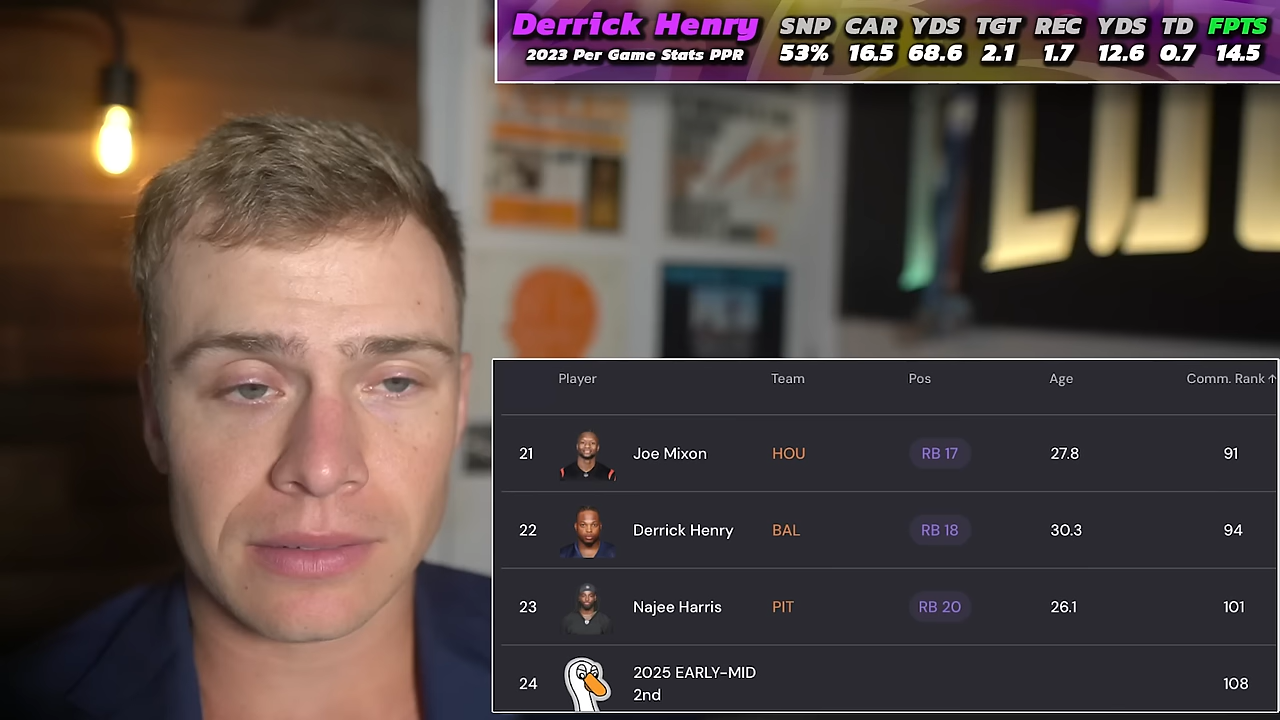 Derrick Henry SNP CAR YDS TGT REC YDS TD FPTS
2023 Per Game Stats PPR 53% 16.5 68.6 2.1 1.7 12.6 0.7 14.5
Player Team Pos Age Comm. Rank ↑
21 Joe Mixon HOU RB 17 27.8 91
22 Derrick Henry BAL RB 18 30.3 94
23 Najee Harris PIT RB 20 26.1 101
24 2025 EARLY-MID 108
2nd